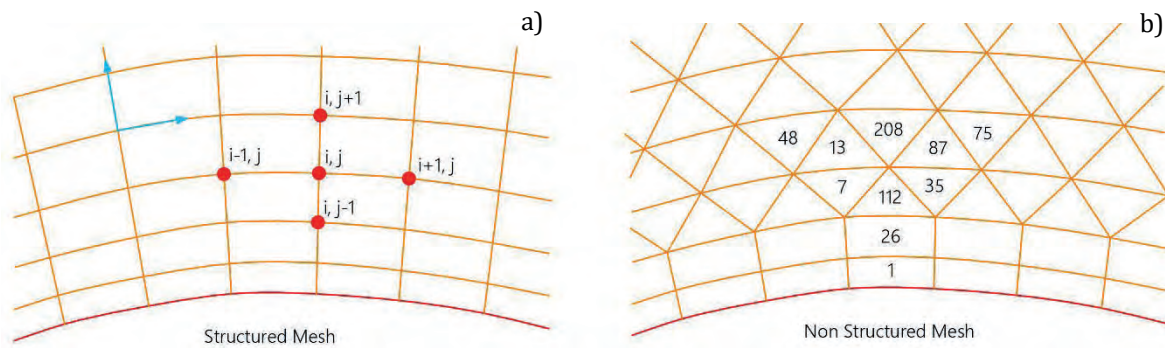 a)
i, j+1
i-1, j
i, j
i+1, j
i, j-1
Structured Mesh
b)
48
13
208
87
75
7
112
35
26
1
Non Structured Mesh